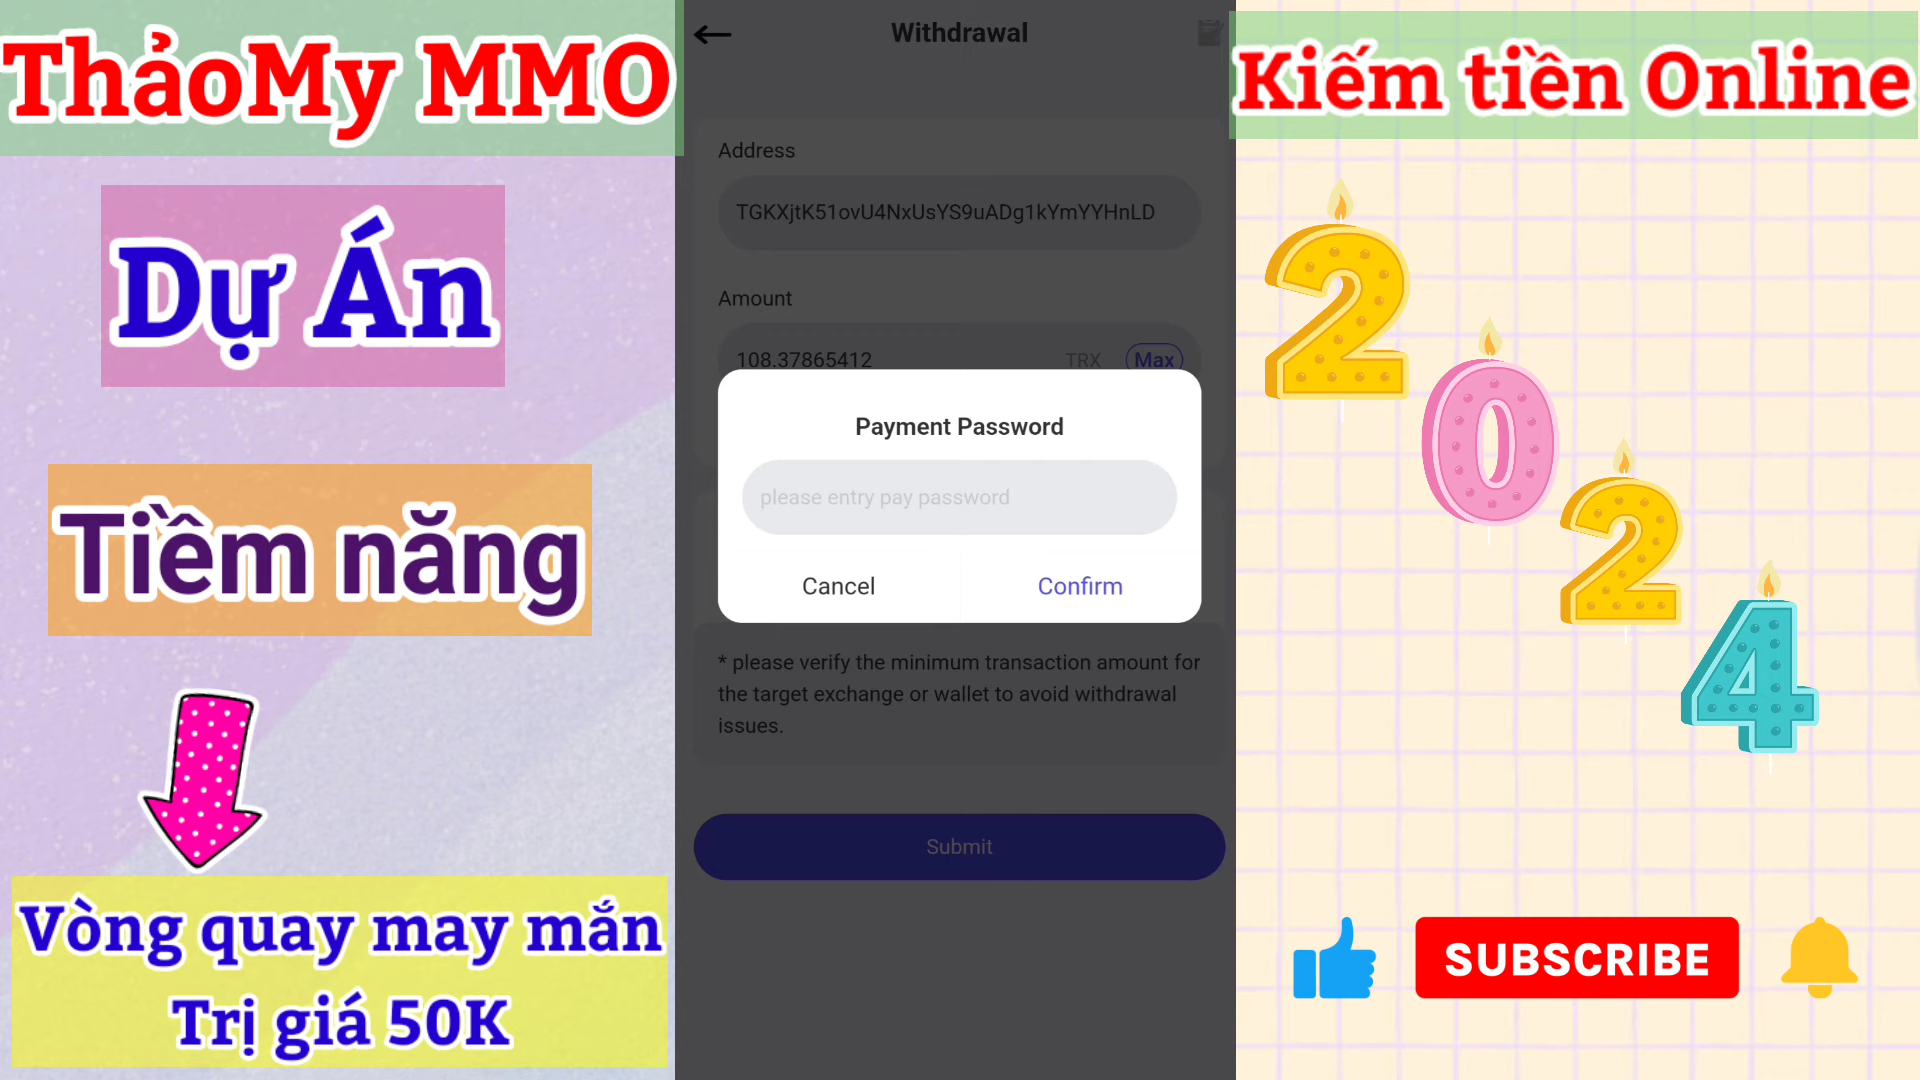 ThảoMy MMO
Dự Án
Tiềm năng
Vòng quay may mắn
Trị giá 50K
Withdrawal
Address
TGKXjtK51ovU4NxUsYS9uADg1kYmYYHnLD
Amount
108.37865412 TRX Max
Payment Password
please entry pay password
Cancel Confirm
* please verify the minimum transaction amount for
the target exchange or wallet to avoid withdrawal
issues.
Submit
Kiếm tiền Online
2024
SUBSCRIBE